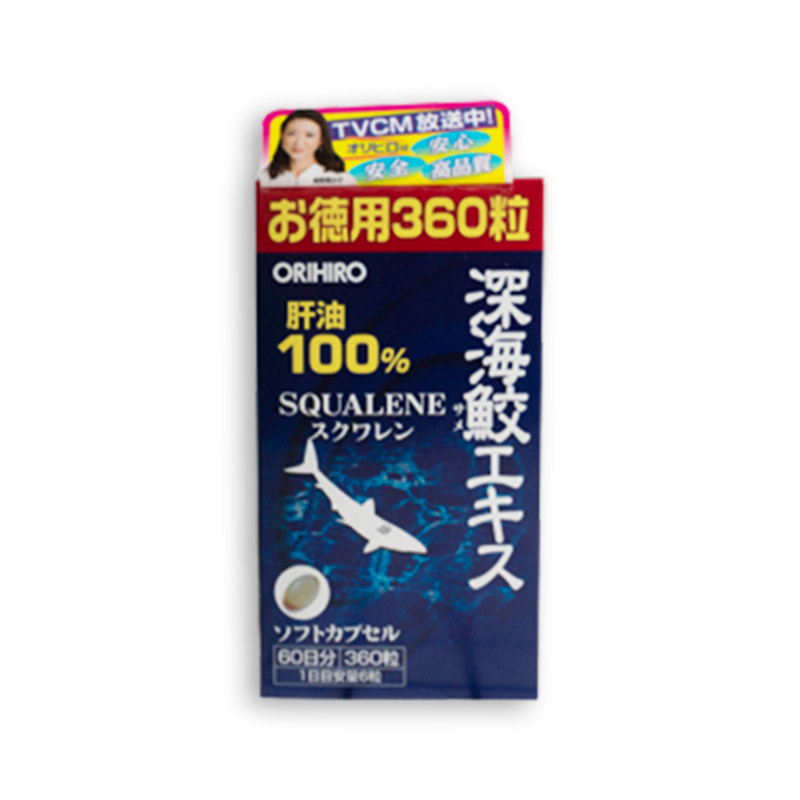 TVCM放送中!
オリヒロは
安心
安全
高品質
お徳用360粒
ORIHIRO
肝油
100%
SQUALENE
スクワレン
深海鮫エキス
サメ
ソフトカプセル
60日分 360粒
1日目安量6粒